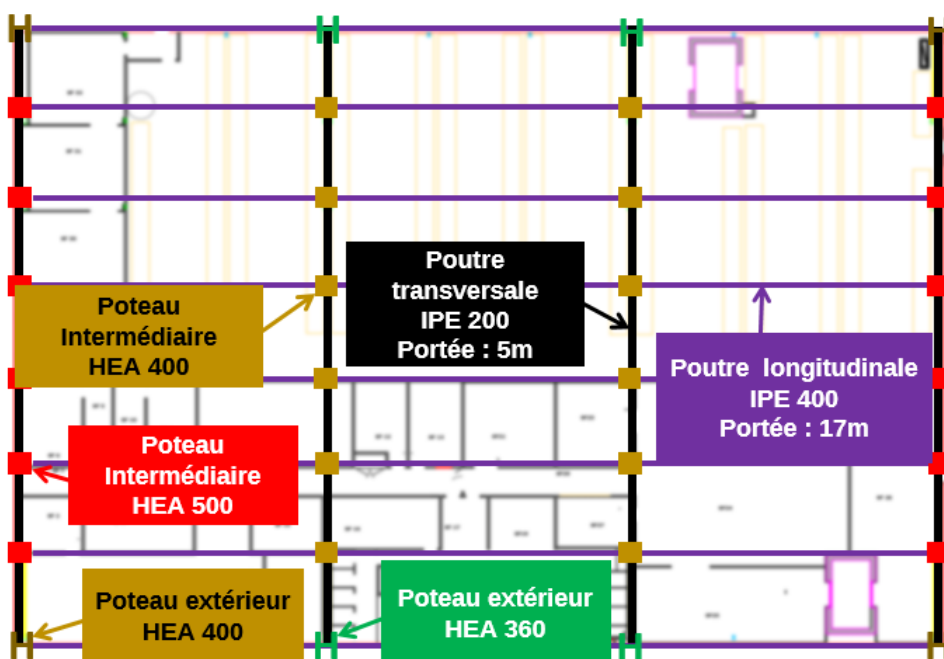 Poutre
transversale
IPE 200
Portée : 5m
Poteau
Intermédiaire
HEA 400
Poutre longitudinale
IPE 400
Portée : 17m
Poteau
Intermédiaire
HEA 500
Poteau extérieur
HEA 400
Poteau extérieur
HEA 360